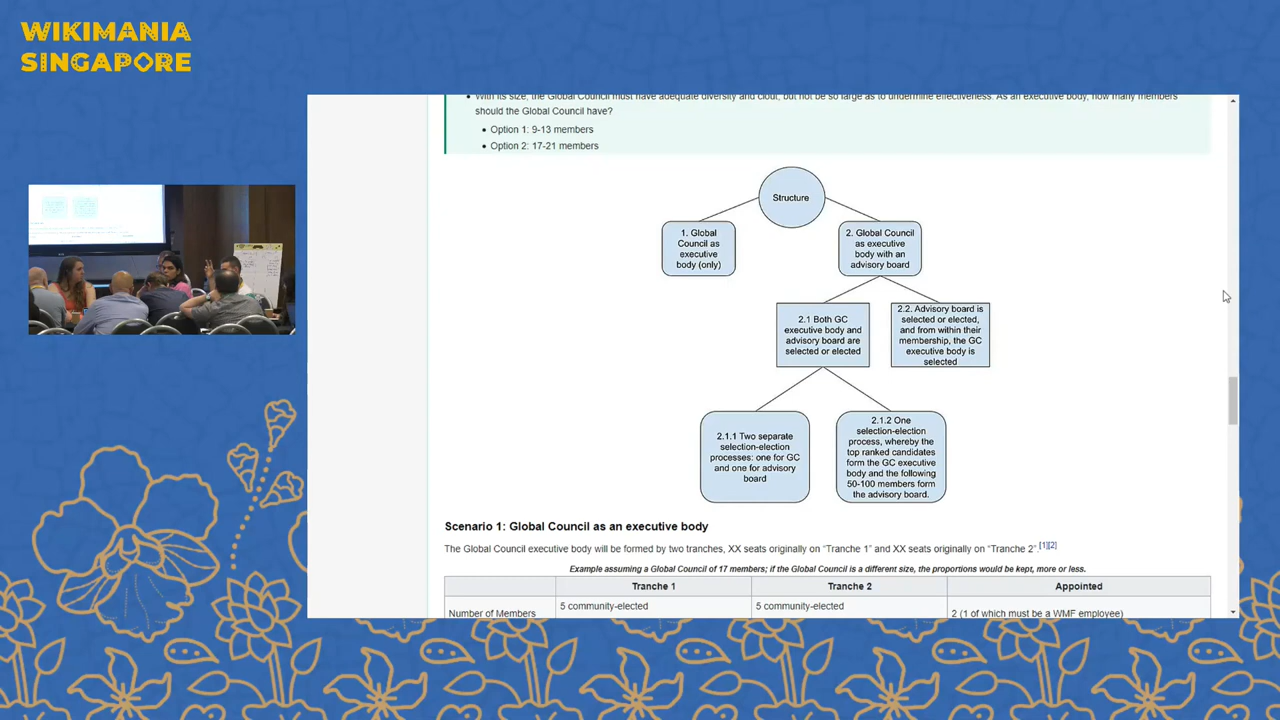 WIKIMANIA
SINGAPORE
With its size, the Global Council must have adequate diversity and clout, but not be so large as to undermine effectiveness. As an executive body, how many members
should the Global Council have?
Option 1: 9-13 members
Option 2: 17-21 members
Structure
1. Global
Council as
executive
body (only)
2. Global Council
as executive
body with an
advisory board
2.1 Both GC
executive body and
advisory board are
selected or elected
2.2. Advisory board is
selected or elected,
and from within their
membership, the GC
executive body is
selected
2.1.1 Two separate
selection-election
processes: one for GC
and one for advisory
board
2.1.2 One
selection-election
process, whereby the
top ranked candidates
form the GC executive
body and the following
50-100 members form
the advisory board.
Scenario 1: Global Council as an executive body
The Global Council executive body will be formed by two tranches, XX seats originally on “Tranche 1” and XX seats originally on “Tranche 2”.[1][2]
Example assuming a Global Council of 17 members; if the Global Council is a different size, the proportions would be kept, more or less.
Tranche 1 Tranche 2 Appointed
5 community-elected 5 community-elected
Number of Members 2 (1 of which must be a WMF employee)